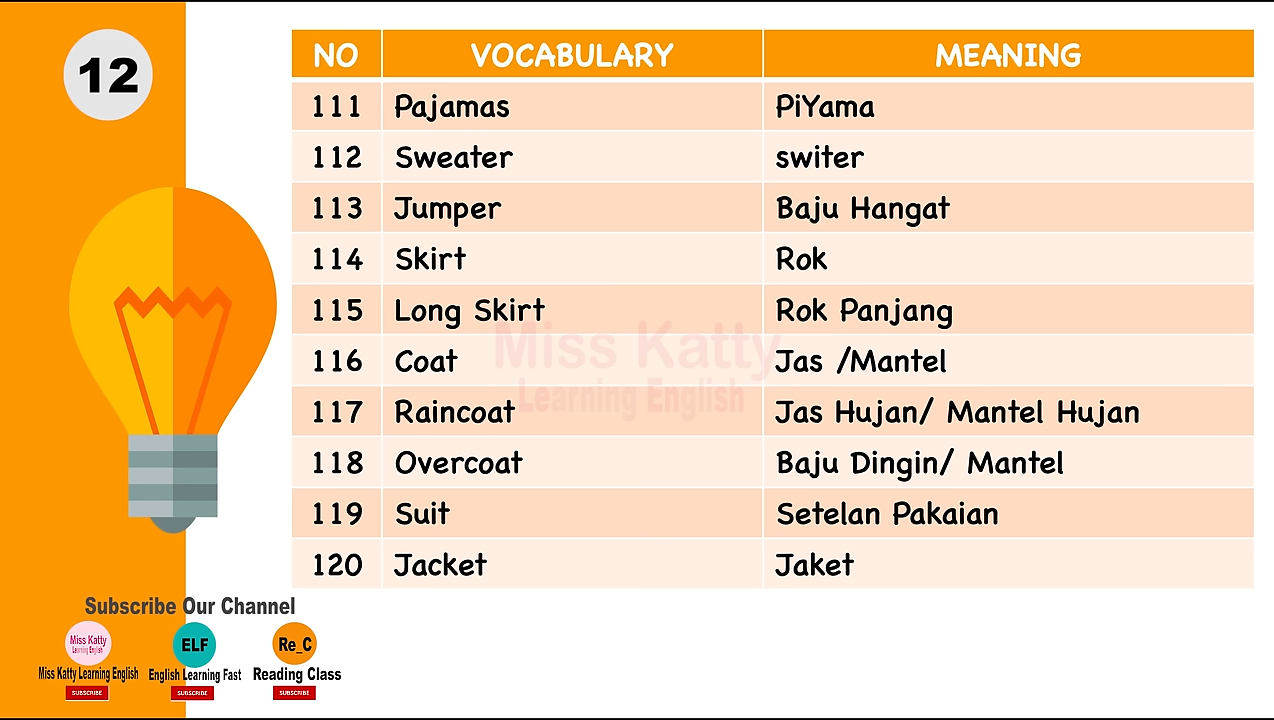 12
NO VOCABULARY MEANING
111 Pajamas PiYama
112 Sweater switer
113 Jumper Baju Hangat
114 Skirt Rok
115 Long Skirt Rok Panjang
116 Coat Jas /Mantel
117 Raincoat Jas Hujan/ Mantel Hujan
118 Overcoat Baju Dingin/ Mantel
119 Suit Setelan Pakaian
120 Jacket Jaket
Miss Katty
Learning English
Subscribe Our Channel
Miss Katty
Learning English
ELF
Re_C
Miss Katty Learning English
English Learning Fast
Reading Class
SUBSCRIBE
SUBSCRIBE
SUBSCRIBE